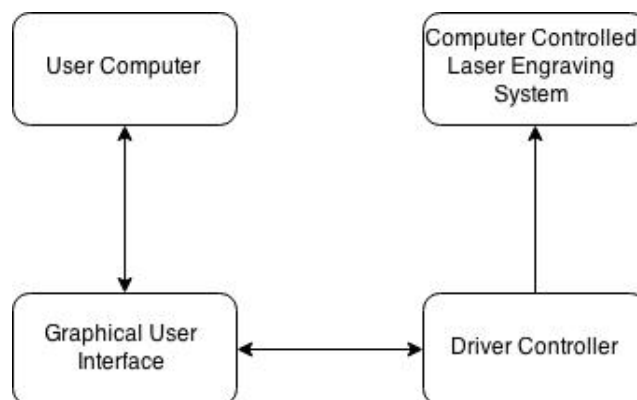 User Computer
Computer Controlled
Laser Engraving
System
Graphical User
Interface
Driver Controller